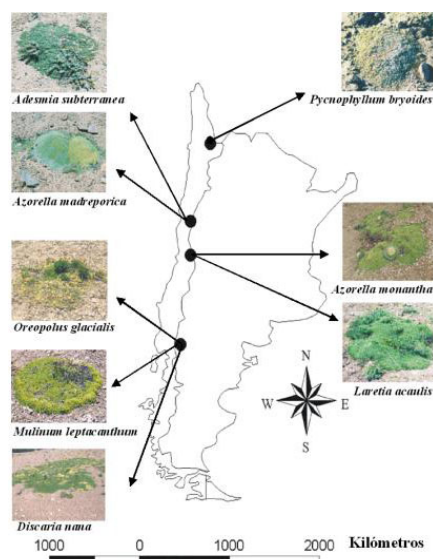 Adesmia subterranea
Pycnophyllum bryoides
Azorella madreporica
Azorella monantha
Oreopolus glacialis
Laretia acaulis
Mulinum leptacanthum
Discaria nana
N
W E
S
1000 0 1000 2000 Kilómetros